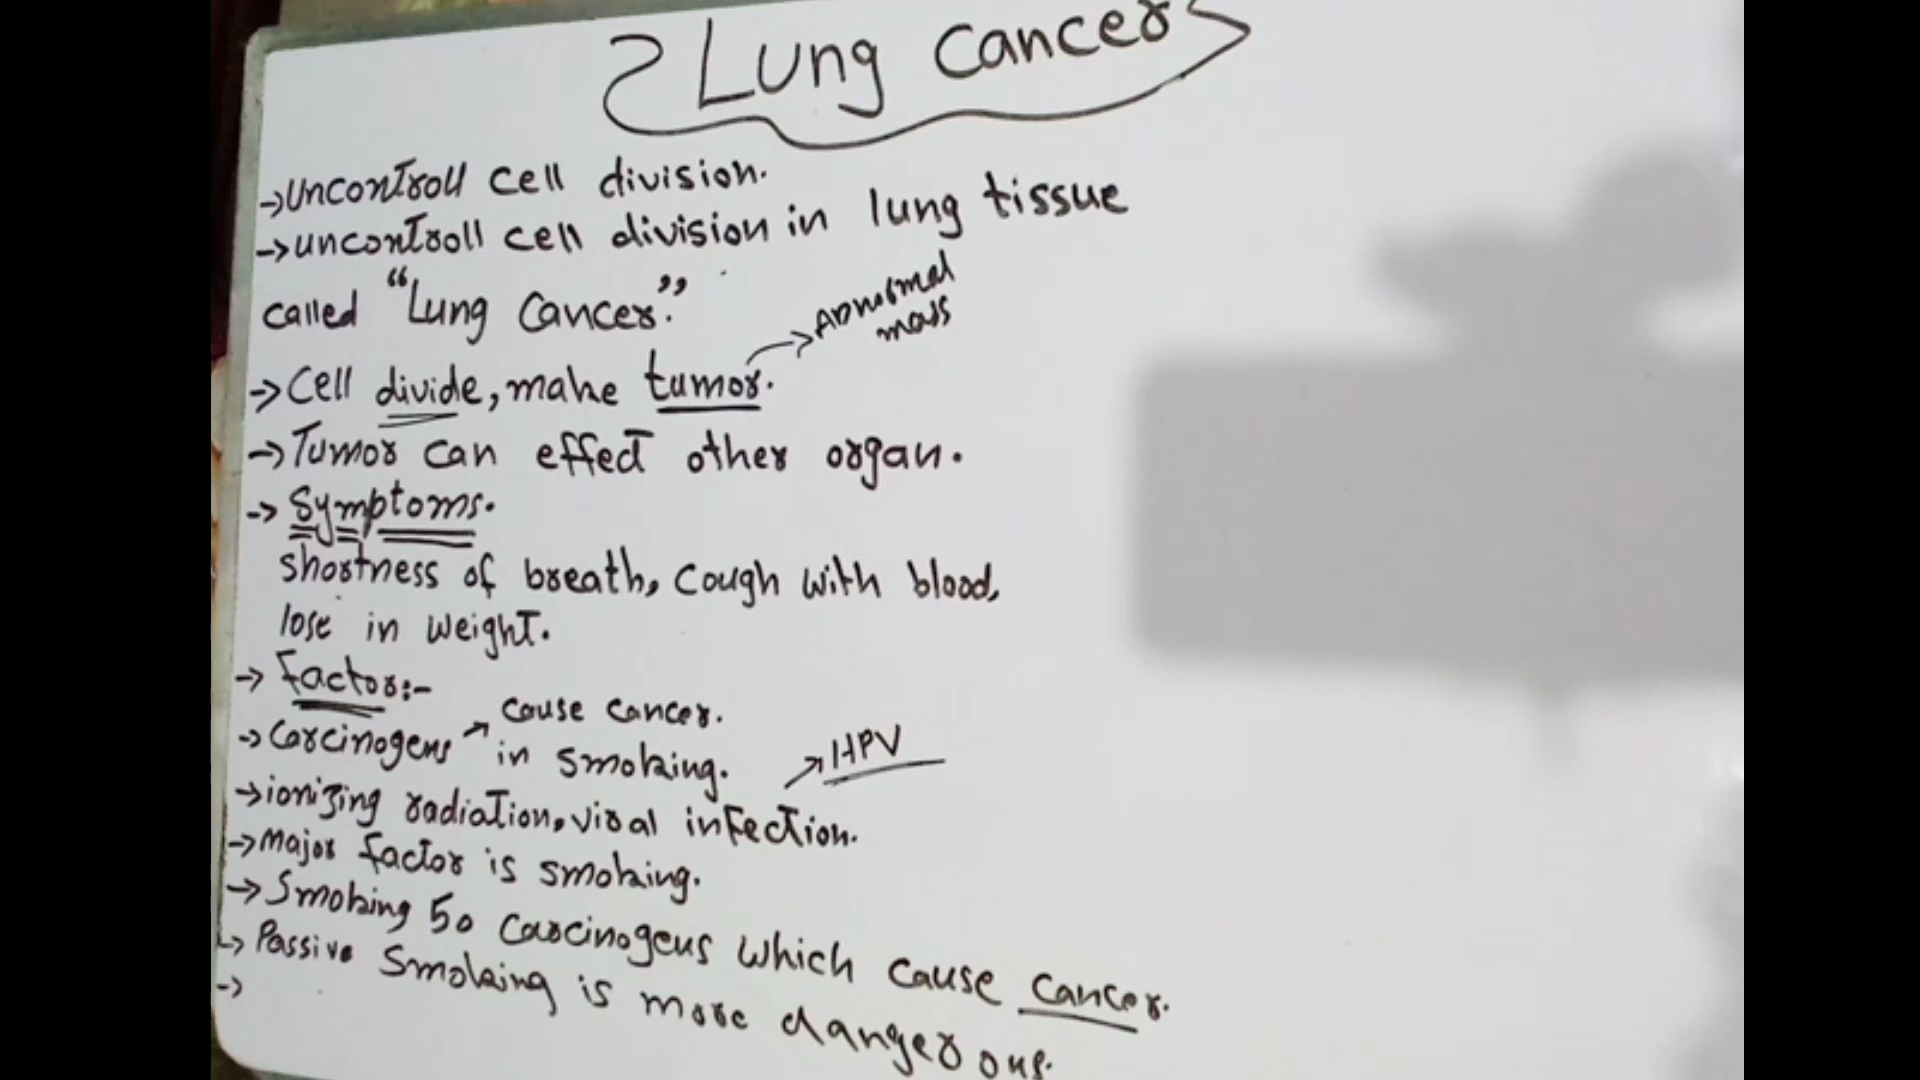 Lung Cancer
→ Uncontroll cell division.
→ uncontroll cell division in lung tissue
called "Lung Cancer."
→ Cell divide, make tumor. → Abnormal
mass
→ Tumor can effect other organ.
→ Symptoms.
shortness of breath, Cough with blood,
lose in weight.
→ Factor:-
→ Carcinogens → cause cancer.
in smoking.
→ ionizing radiation, viral infection. → HPV
→ major factor is smoking.
→ Smoking 50 carcinogens which cause cancer.
→ Passive smoking is more dangerous.
→